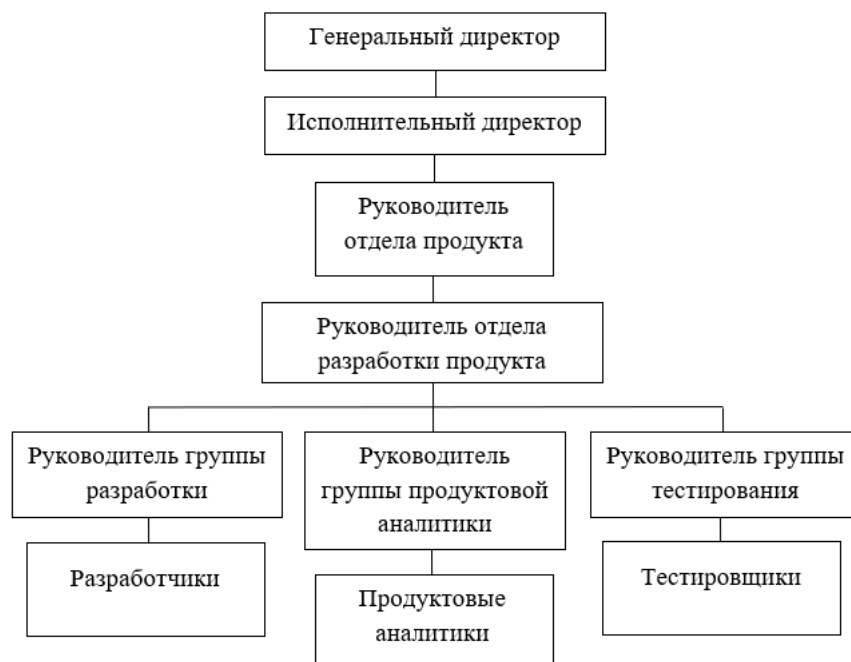 Генеральный директор
Исполнительный директор
Руководитель
отдела продукта
Руководитель отдела
разработки продукта
Руководитель группы
разработки
Руководитель
группы продуктовой
аналитики
Руководитель группы
тестирования
Разработчики
Продуктовые
аналитики
Тестировщики